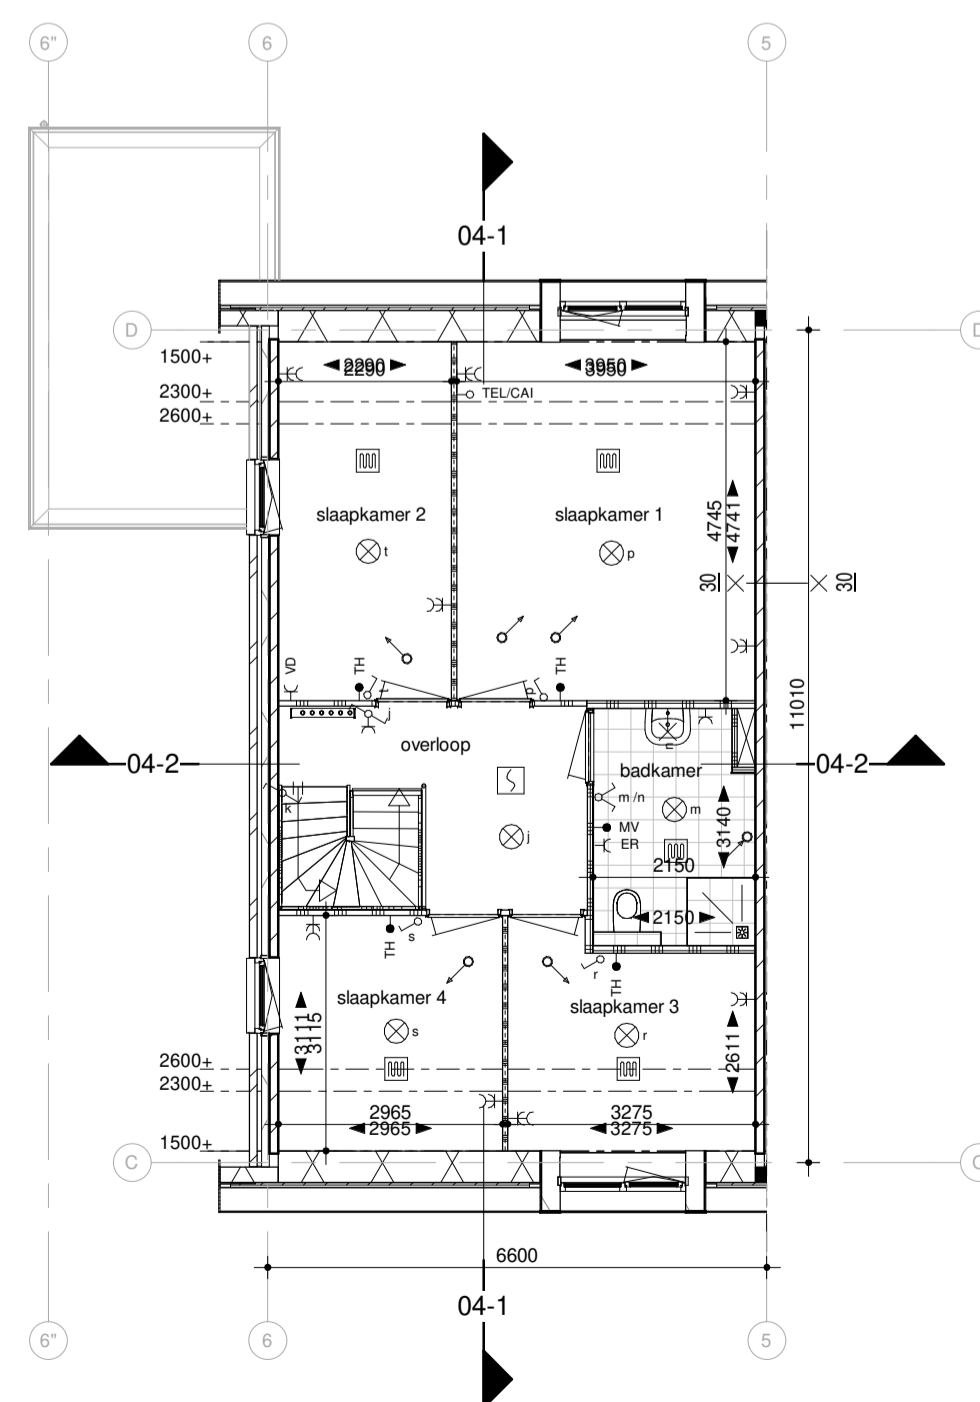 6"
6
5
04-1
D
D
1500+
2290
2290
3950
3950
2300+
TEL/CAI
2600+
slaapkamer 2
slaapkamer 1
4745
4741
t
p
30
30
VD
TH
t
p
TH
j
11010
overloop
n
badkamer
04-2
04-2
k
m /n
m
MV
3140
j
ER
2150
2150
s
TH
r
TH
slaapkamer 4
slaapkamer 3
3111
3115
s
r
2611
2600+
2300+
2965
2965
3275
3275
1500+
C
C
6600
04-1
6"
6
5